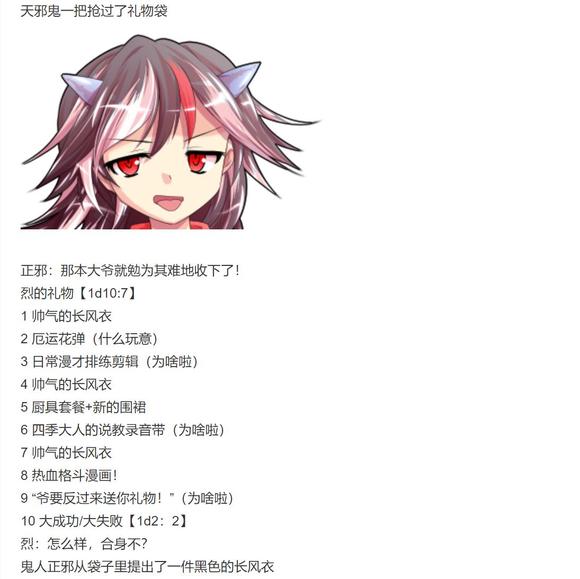 天邪鬼一把抢过了礼物袋
正邪：那本大爷就勉为其难地收下了！
烈的礼物【1d10:7】
1 帅气的长风衣
2 厄运花弹（什么玩意）
3 日常漫才排练剪辑（为啥啦）
4 帅气的长风衣
5 厨具套餐+新的围裙
6 四季大人的说教录音带（为啥啦）
7 帅气的长风衣
8 热血格斗漫画！
9 “爷要反过来送你礼物！”（为啥啦）
10 大成功/大失败【1d2：2】
烈：怎么样，合身不？
鬼人正邪从袋子里提出了一件黑色的长风衣